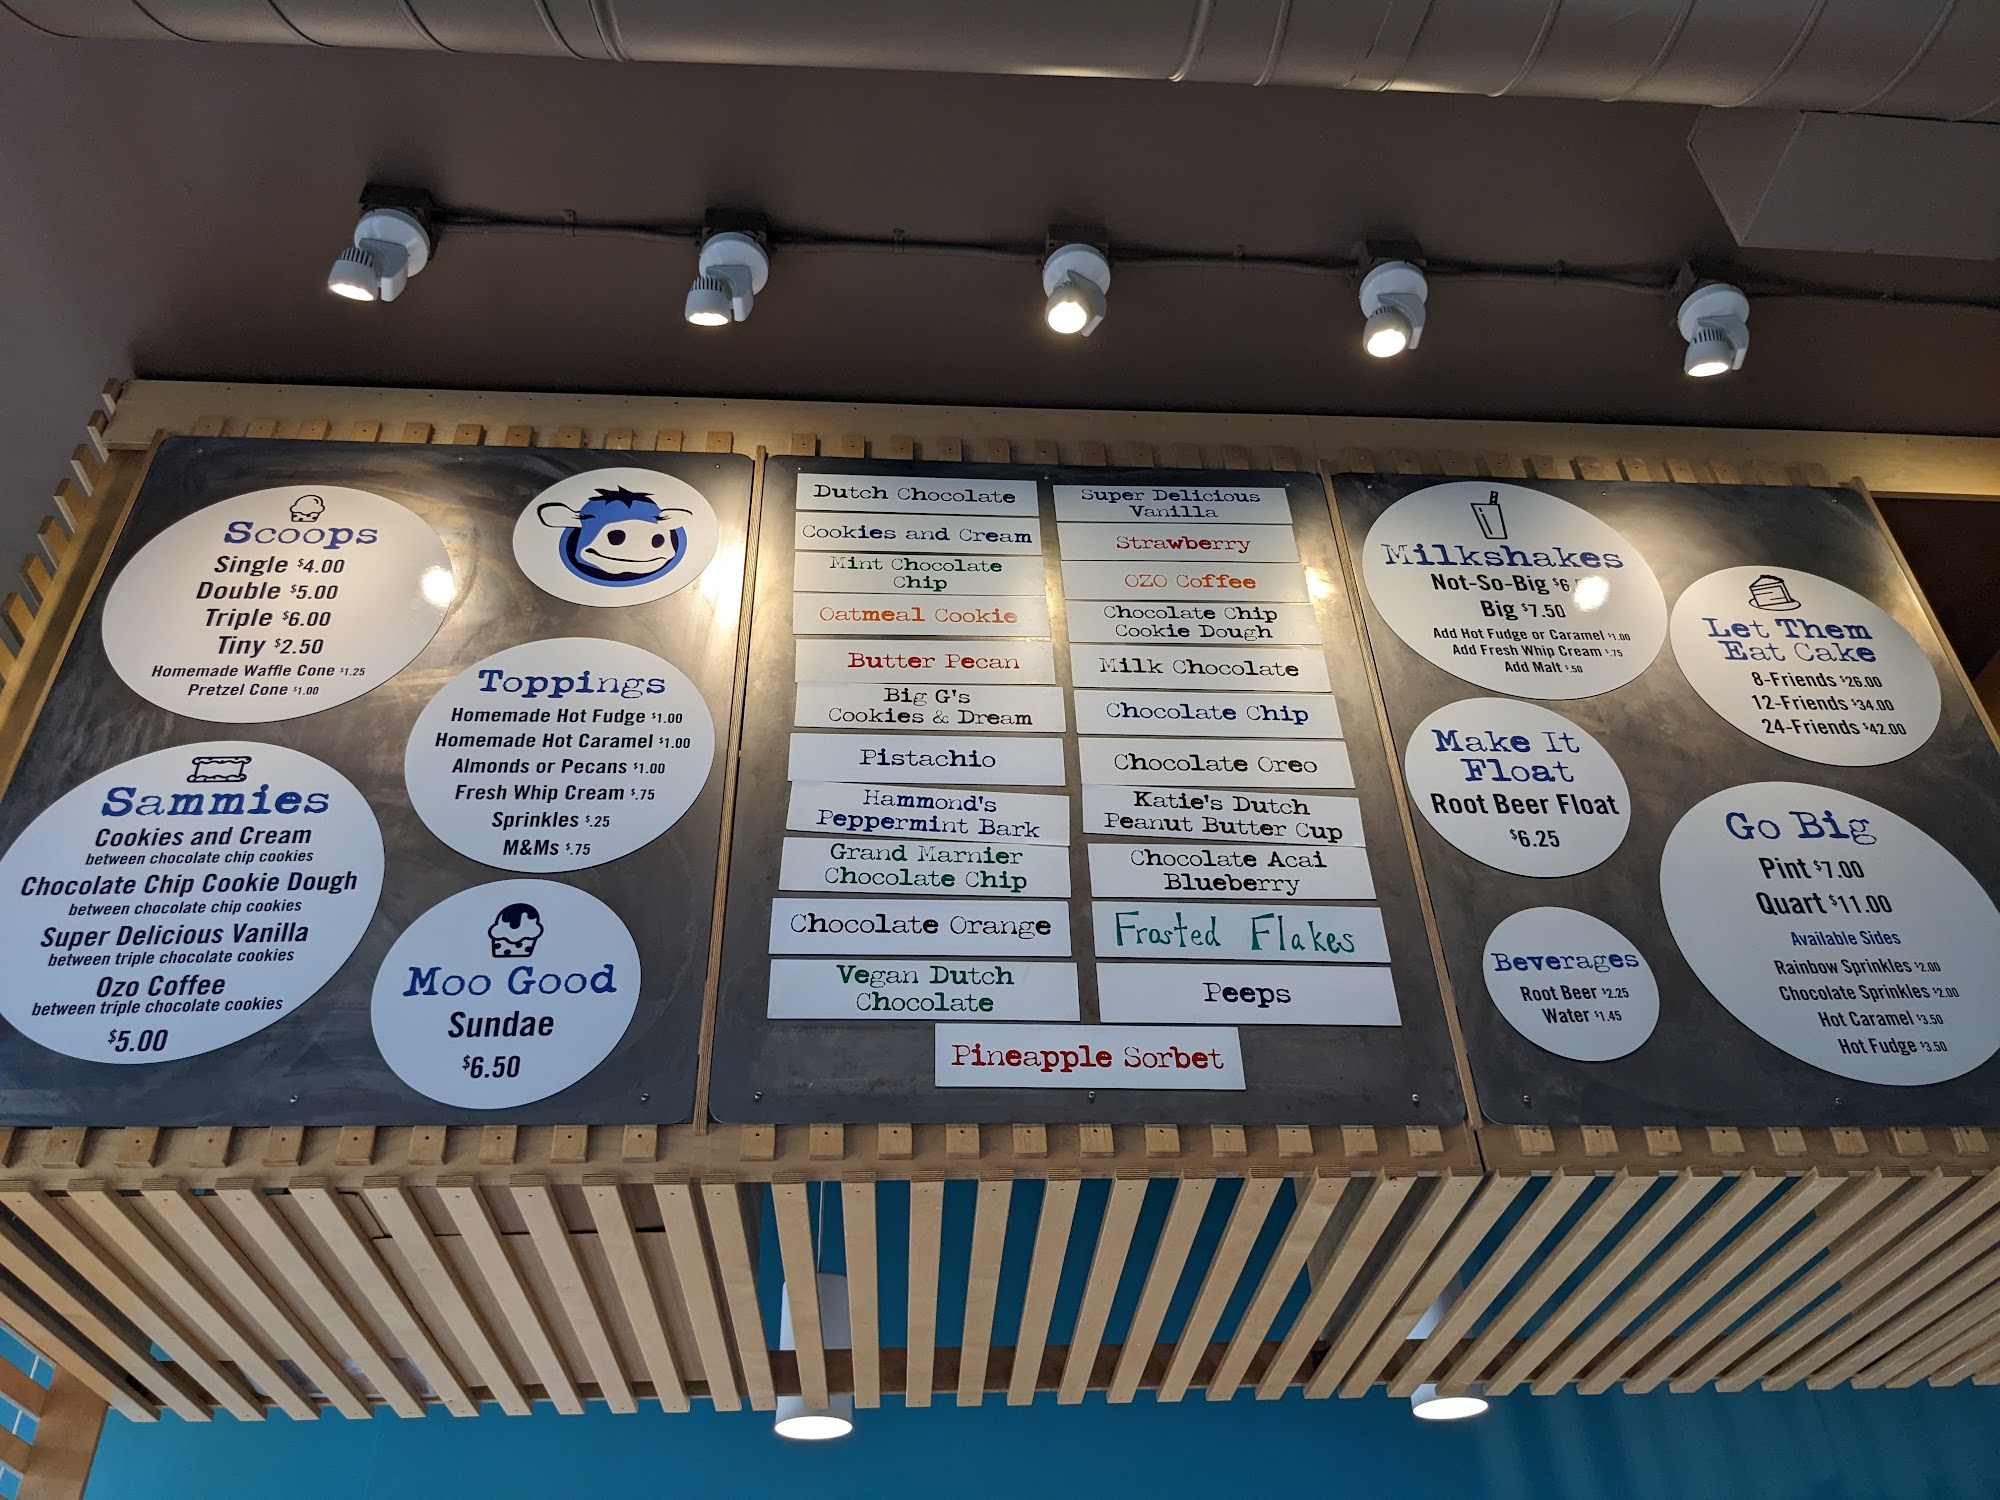 Scoops
Single $4.00
Double $5.00
Triple $6.00
Tiny $2.50
Homemade Waffle Cone $1.25
Pretzel Cone $1.00
Toppings
Homemade Hot Fudge $1.00
Homemade Hot Caramel $1.00
Almonds or Pecans $1.00
Fresh Whip Cream $.75
Sprinkles $.25
M&Ms $.75
Sammies
Cookies and Cream
between chocolate chip cookies
Chocolate Chip Cookie Dough
between chocolate chip cookies
Super Delicious Vanilla
between triple chocolate cookies
Ozo Coffee
between triple chocolate cookies
$5.00
Moo Good
Sundae
$6.50
Dutch Chocolate
Cookies and Cream
Mint Chocolate
Chip
Oatmeal Cookie
Butter Pecan
Big G's
Cookies & Dream
Pistachio
Hammond's
Peppermint Bark
Grand Marnier
Chocolate Chip
Chocolate Orange
Vegan Dutch
Chocolate
Super Delicious
Vanilla
Strawberry
OZO Coffee
Chocolate Chip
Cookie Dough
Milk Chocolate
Chocolate Chip
Chocolate Oreo
Katie's Dutch
Peanut Butter Cup
Chocolate Acai
Blueberry
Frosted Flakes
Peeps
Pineapple Sorbet
Milkshakes
Not-So-Big
Big $7.50
Add Hot Fudge or Caramel $1.00
Add Fresh Whip Cream $.75
Add Malt $.50
Let Them
Eat Cake
8-Friends $26.00
12-Friends $34.00
24-Friends $42.00
Make It
Float
Root Beer Float
$6.25
Go Big
Pint $7.00
Quart $11.00
Available Sides
Rainbow Sprinkles $2.00
Chocolate Sprinkles $2.00
Hot Caramel $3.50
Hot Fudge $3.50
Beverages
Root Beer $2.25
Water $1.45